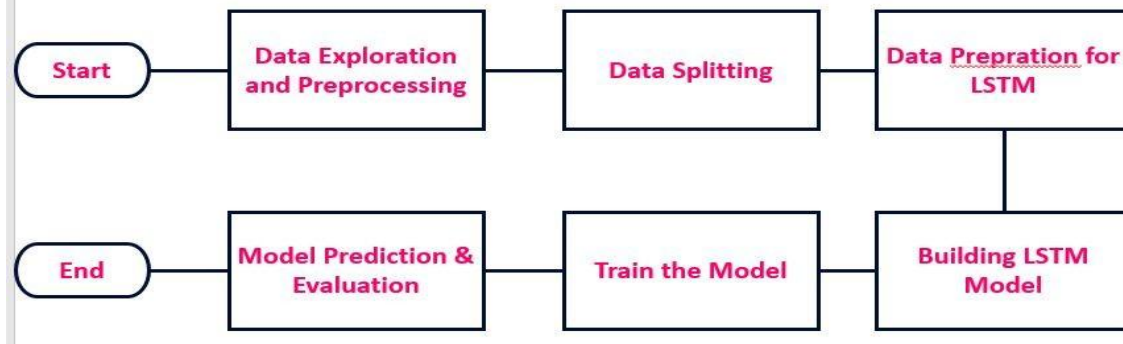 Start
Data Exploration
and Preprocessing
Data Splitting
Data Prepration for
LSTM
Building LSTM
Model
Train the Model
Model Prediction &
Evaluation
End